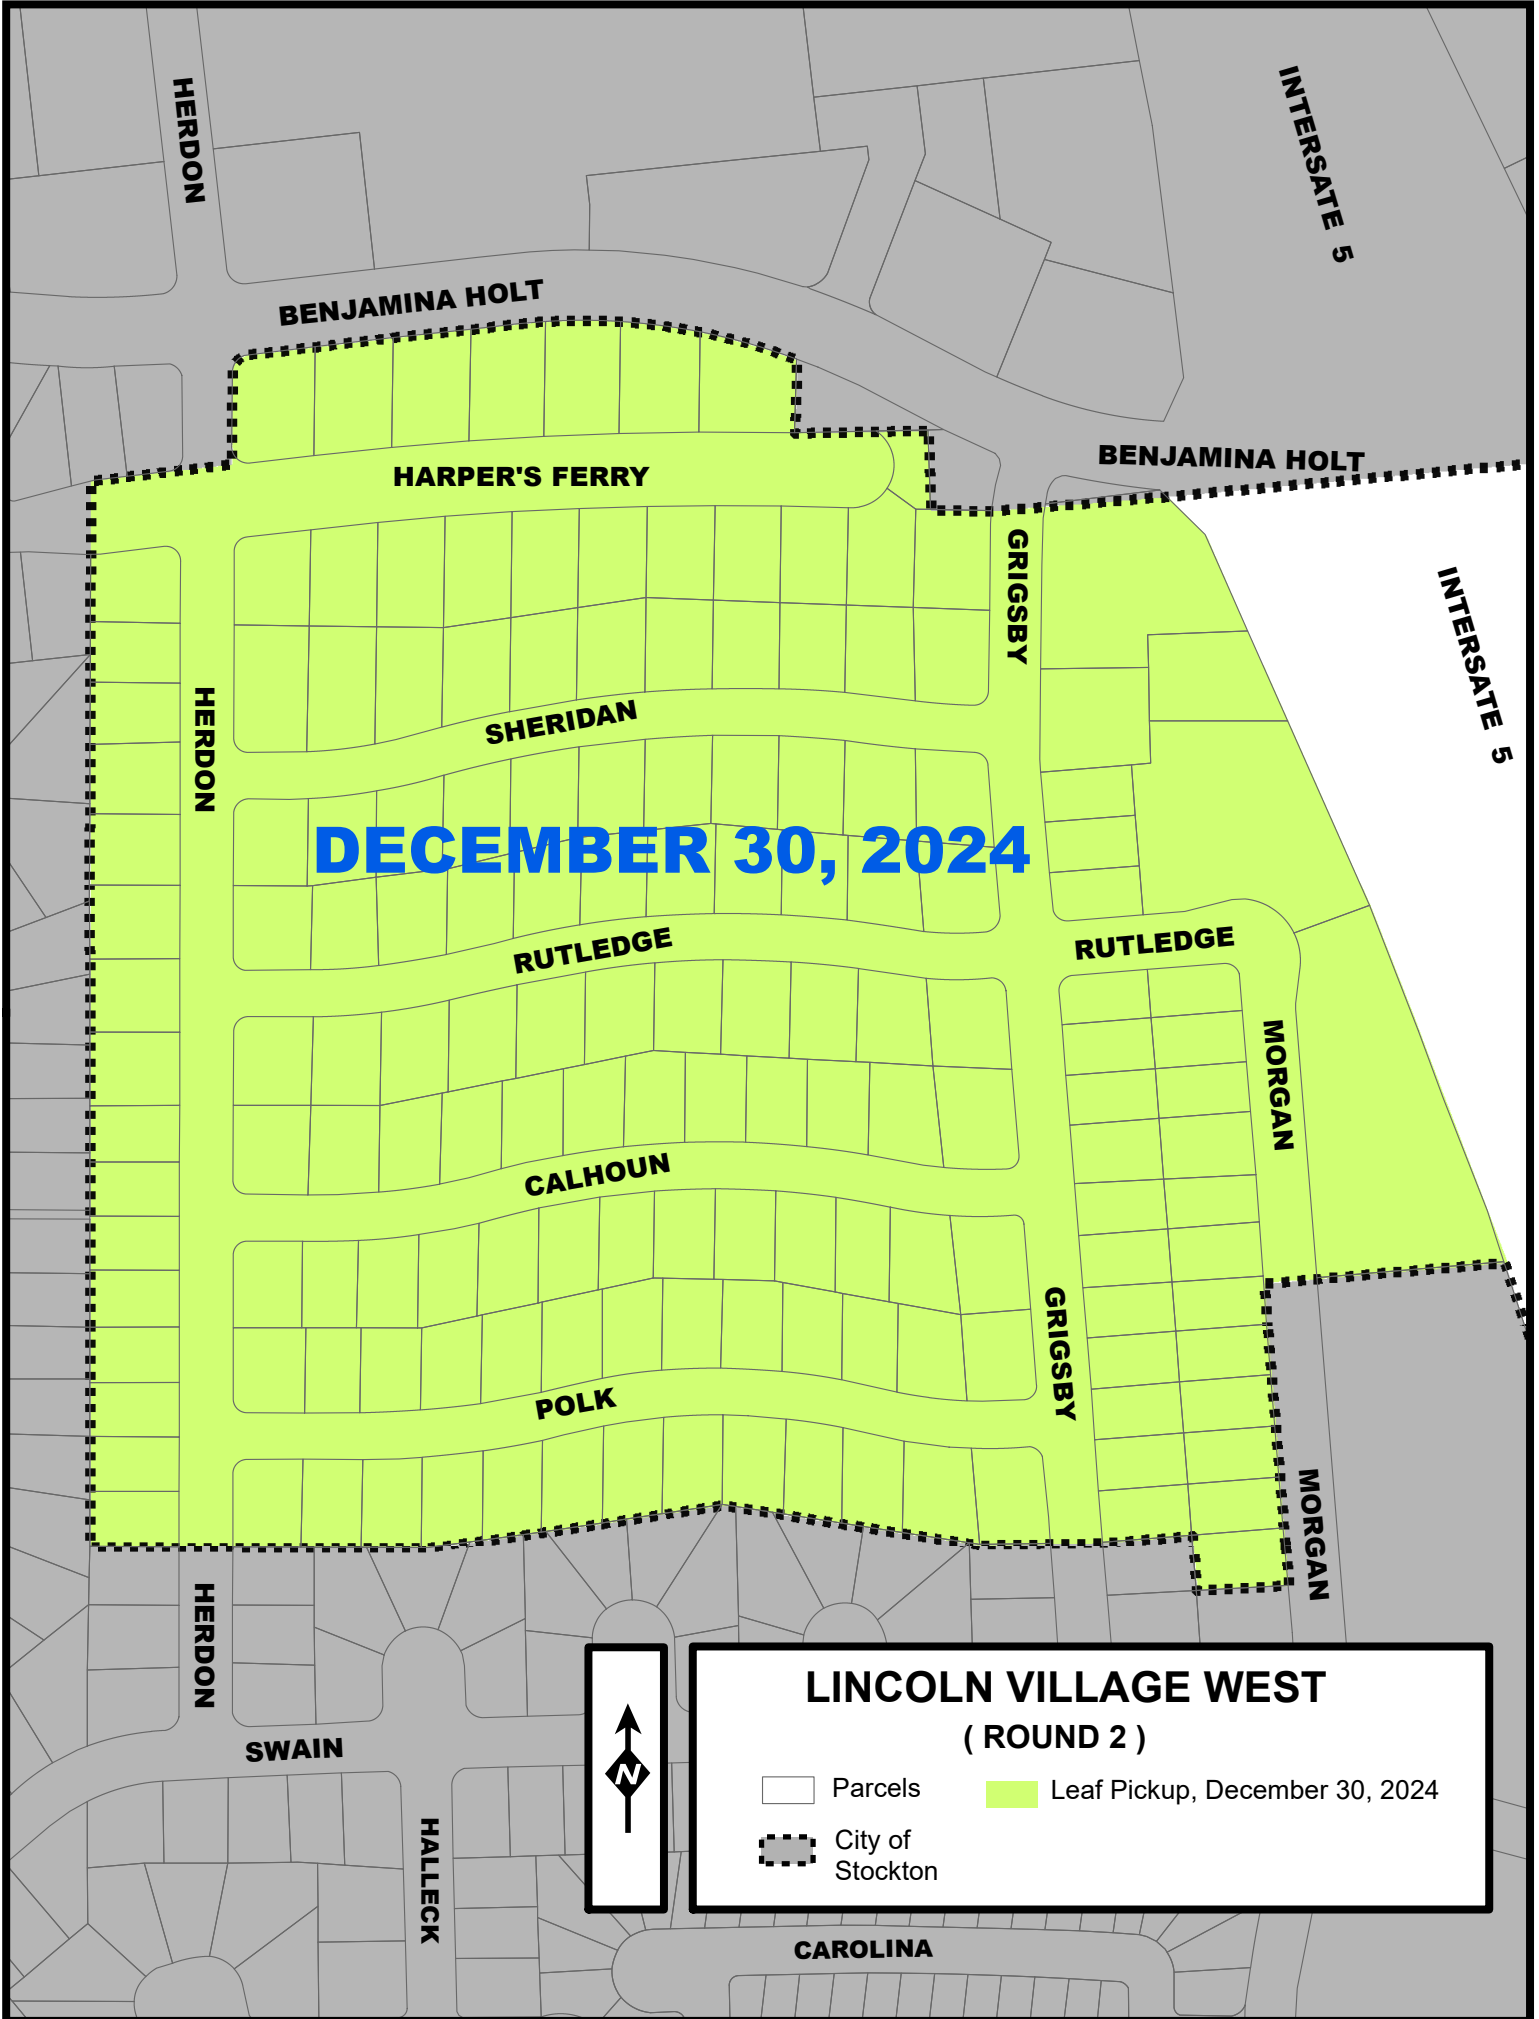 HERDON
INTERSATE 5
BENJAMINA HOLT
BENJAMINA HOLT
HARPER'S FERRY
GRIGSBY
INTERSATE 5
HERDON
SHERIDAN
DECEMBER 30, 2024
RUTLEDGE
RUTLEDGE
MORGAN
CALHOUN
GRIGSBY
POLK
MORGAN
HERDON
SWAIN
HALLECK
CAROLINA
N
LINCOLN VILLAGE WEST
( ROUND 2 )
Parcels
Leaf Pickup, December 30, 2024
City of
Stockton